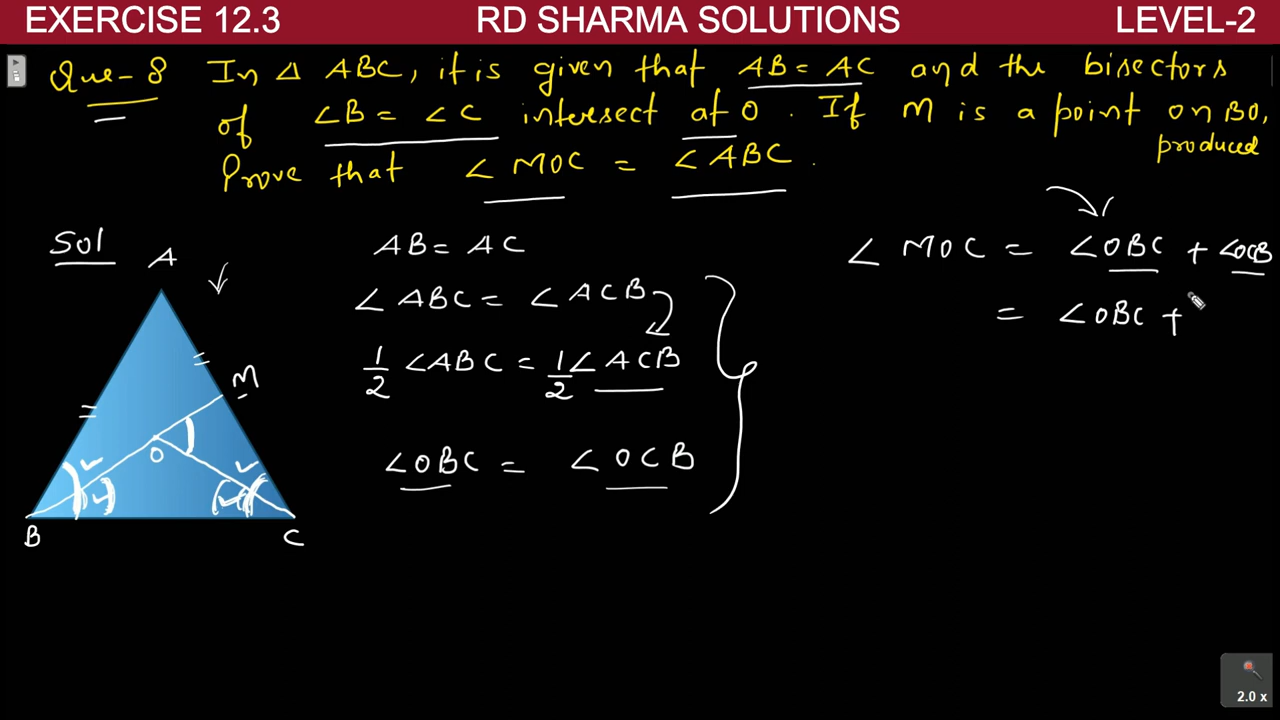 EXERCISE 12.3 RD SHARMA SOLUTIONS LEVEL-2
Que-8 In Δ ABC, it is given that AB = AC and the bisectors
of ∠B = ∠C intersect at O. If M is a point on BO,
produced
Prove that ∠MOC = ∠ABC.
Sol
A
M
O
B
C
AB = AC
∠ABC = ∠ACB
1/2 ∠ABC = 1/2 ∠ACB
∠OBC = ∠OCB
∠MOC = ∠OBC + ∠OCB
= ∠OBC +
2.0 x